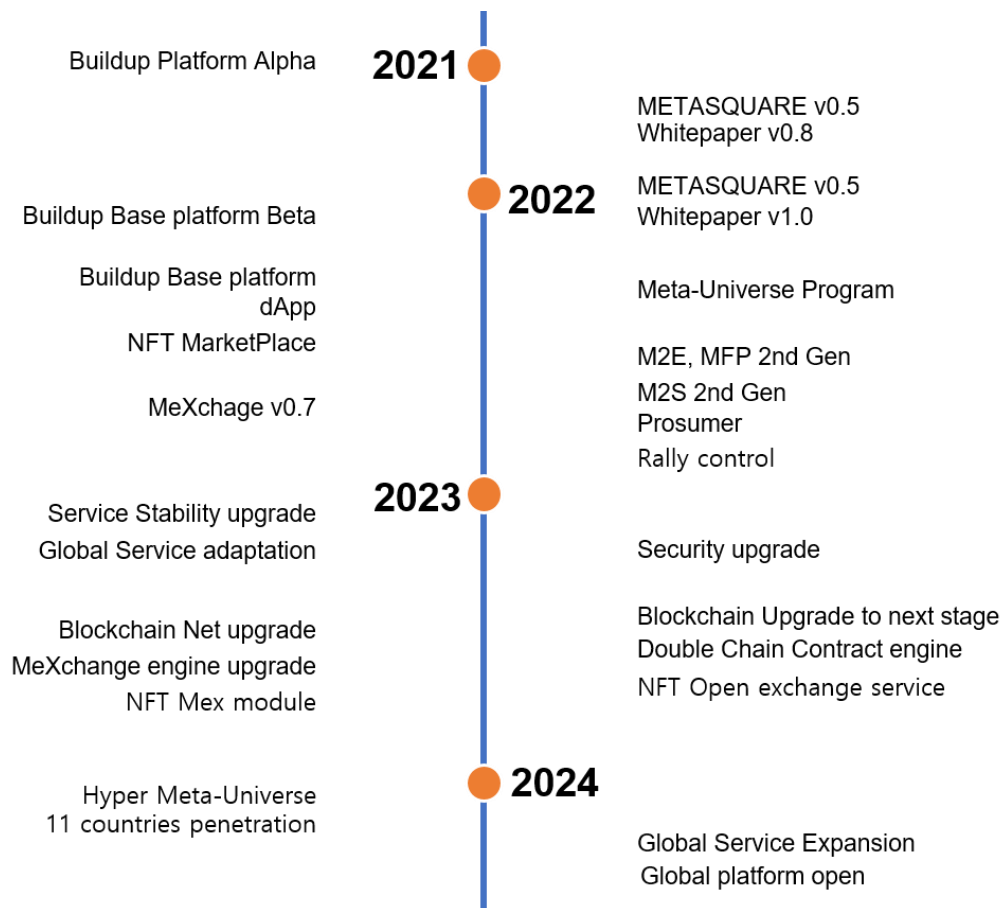 Buildup Platform Alpha
2021
METASQUARE v0.5
Whitepaper v0.8
2022
METASQUARE v0.5
Whitepaper v1.0
Buildup Base platform Beta
Buildup Base platform
dApp
NFT MarketPlace
MeXchage v0.7
Meta-Universe Program
M2E, MFP 2nd Gen
M2S 2nd Gen
Prosumer
Rally control
2023
Service Stability upgrade
Global Service adaptation
Security upgrade
Blockchain Net upgrade
MeXchange engine upgrade
NFT Mex module
Blockchain Upgrade to next stage
Double Chain Contract engine
NFT Open exchange service
2024
Hyper Meta-Universe
11 countries penetration
Global Service Expansion
Global platform open